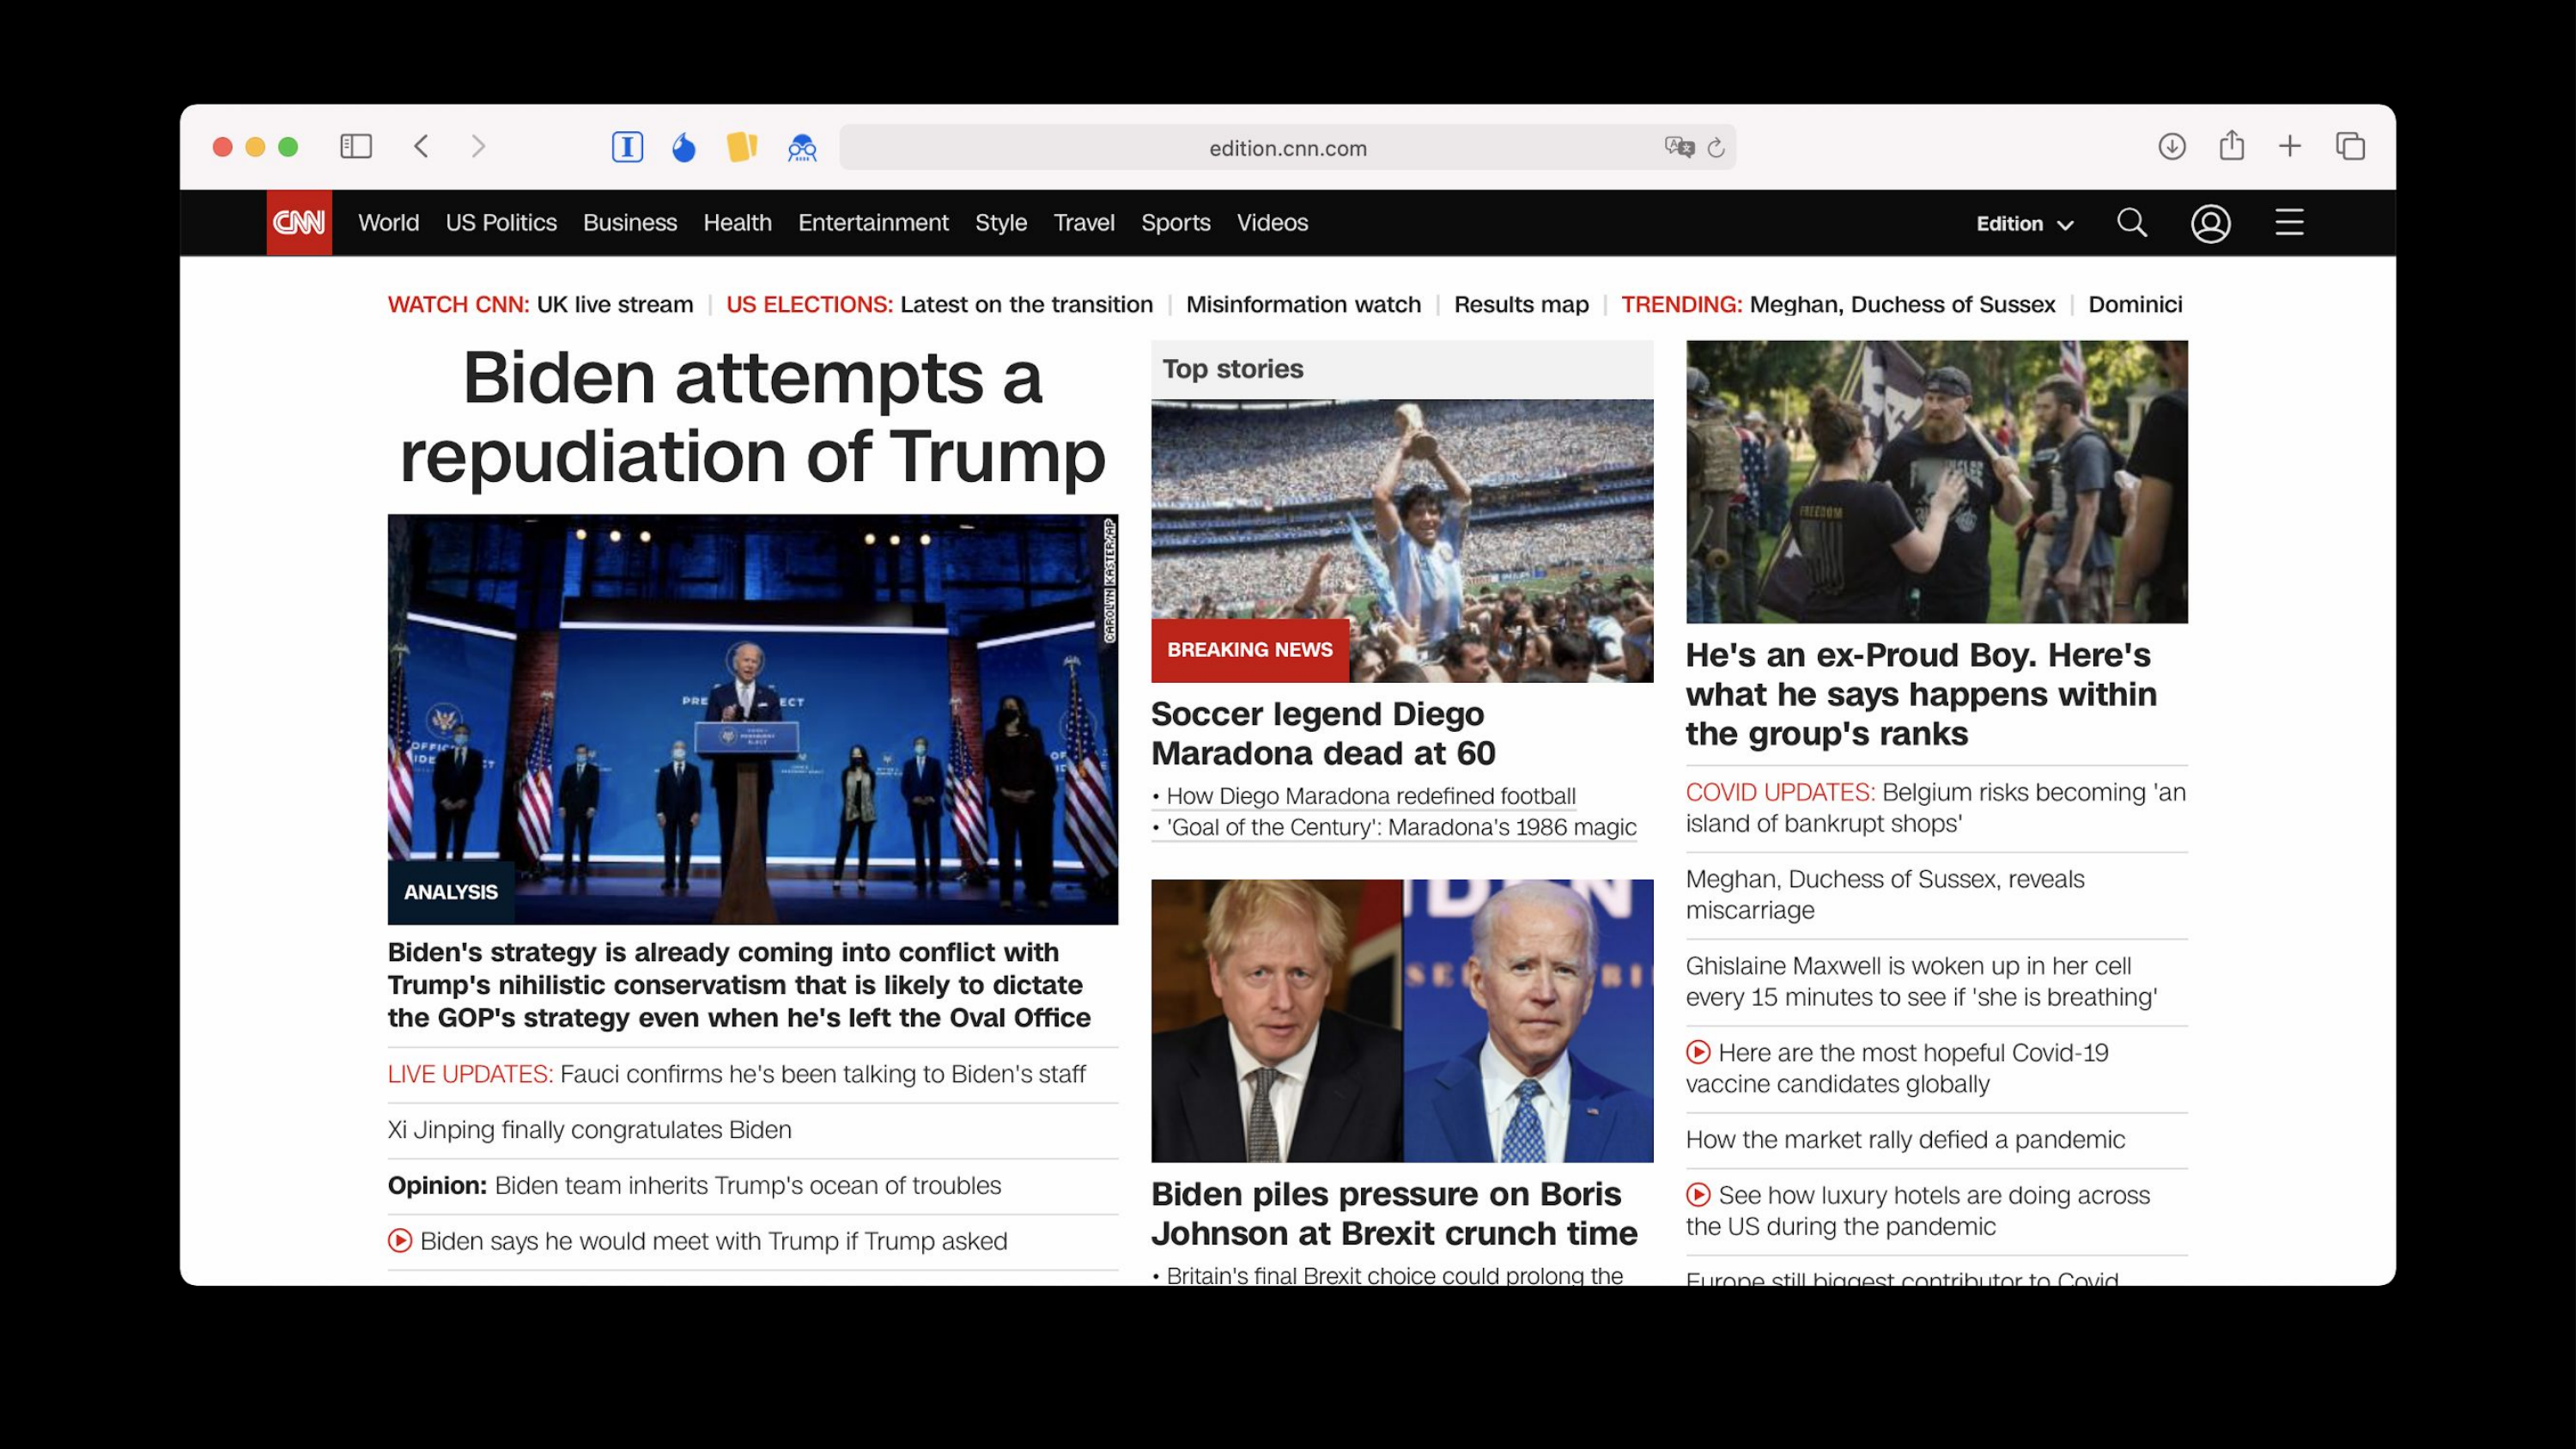 edition.cnn.com
CNN World US Politics Business Health Entertainment Style Travel Sports Videos Edition
WATCH CNN: UK live stream | US ELECTIONS: Latest on the transition | Misinformation watch | Results map | TRENDING: Meghan, Duchess of Sussex | Dominici
Biden attempts a
repudiation of Trump
CAROLYN KASTER/AP
ANALYSIS
Biden's strategy is already coming into conflict with
Trump's nihilistic conservatism that is likely to dictate
the GOP's strategy even when he's left the Oval Office
LIVE UPDATES: Fauci confirms he's been talking to Biden's staff
Xi Jinping finally congratulates Biden
Opinion: Biden team inherits Trump's ocean of troubles
Biden says he would meet with Trump if Trump asked
Top stories
BREAKING NEWS
Soccer legend Diego
Maradona dead at 60
• How Diego Maradona redefined football
• 'Goal of the Century': Maradona's 1986 magic
Biden piles pressure on Boris
Johnson at Brexit crunch time
• Britain's final Brexit choice could prolong the
FREEDOM
He's an ex-Proud Boy. Here's
what he says happens within
the group's ranks
COVID UPDATES: Belgium risks becoming 'an
island of bankrupt shops'
Meghan, Duchess of Sussex, reveals
miscarriage
Ghislaine Maxwell is woken up in her cell
every 15 minutes to see if 'she is breathing'
Here are the most hopeful Covid-19
vaccine candidates globally
How the market rally defied a pandemic
See how luxury hotels are doing across
the US during the pandemic
Europe still biggest contributor to Covid